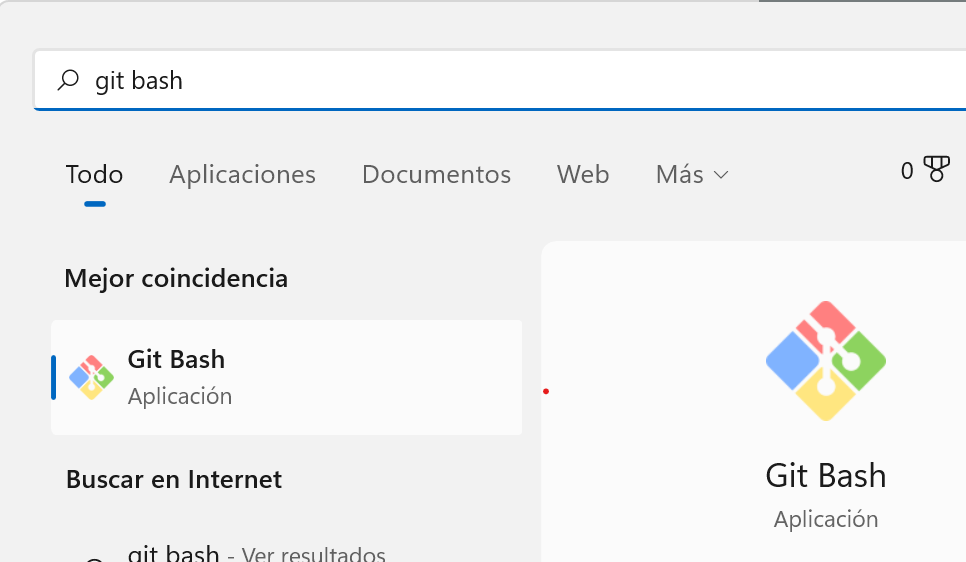 git bash
Todo Aplicaciones Documentos Web Más 0
Mejor coincidencia
Git Bash
Aplicación
Buscar en Internet
git bash - Ver resultados
Git Bash
Aplicación